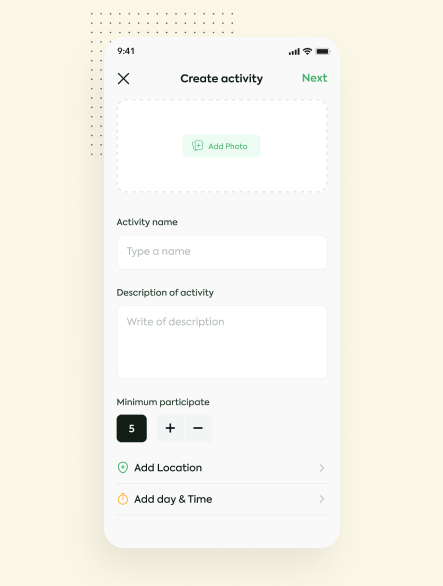 9:41
Create activity
Next
Add Photo
Activity name
Type a name
Description of activity
Write of description
Minimum participate
5 + −
Add Location
Add day & Time